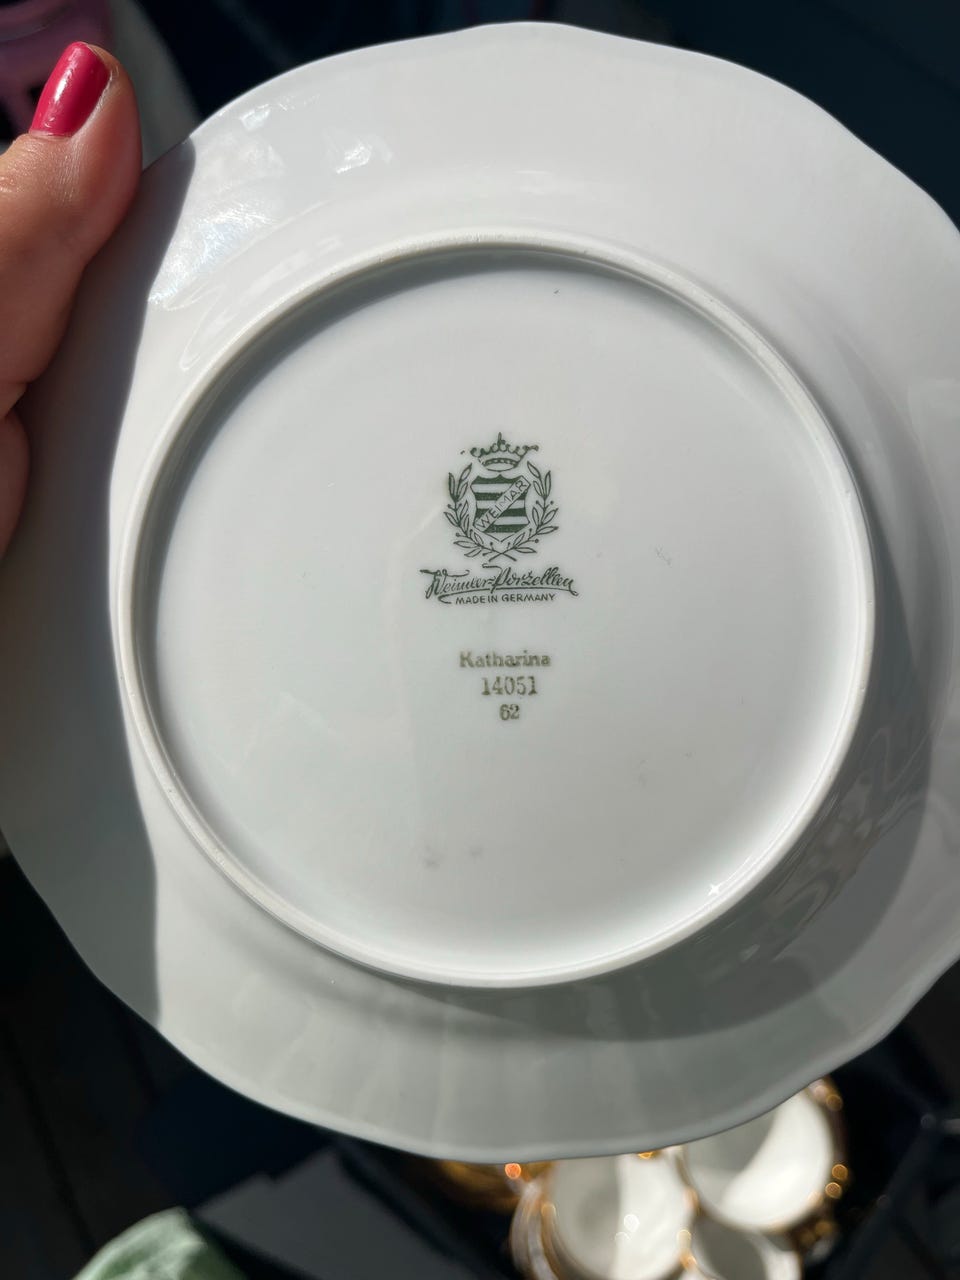 WEIMAR
Weimar Porzellan
MADE IN GERMANY
Katharina
14051
62